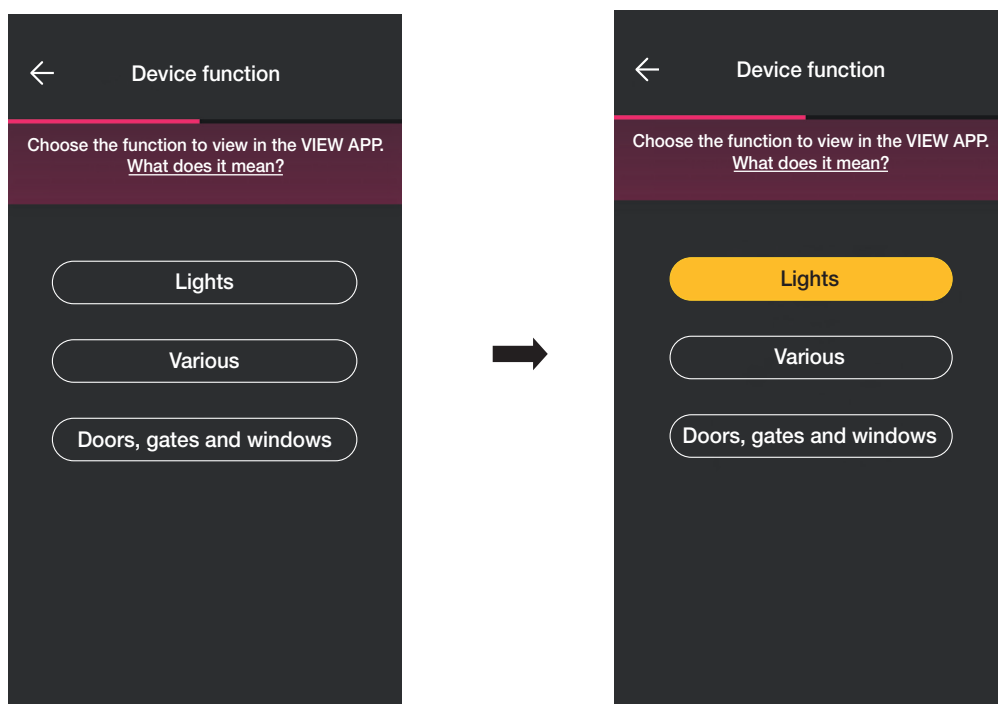 Device function
Choose the function to view in the VIEW APP.
What does it mean?
Lights
Various
Doors, gates and windows
Device function
Choose the function to view in the VIEW APP.
What does it mean?
Lights
Various
Doors, gates and windows